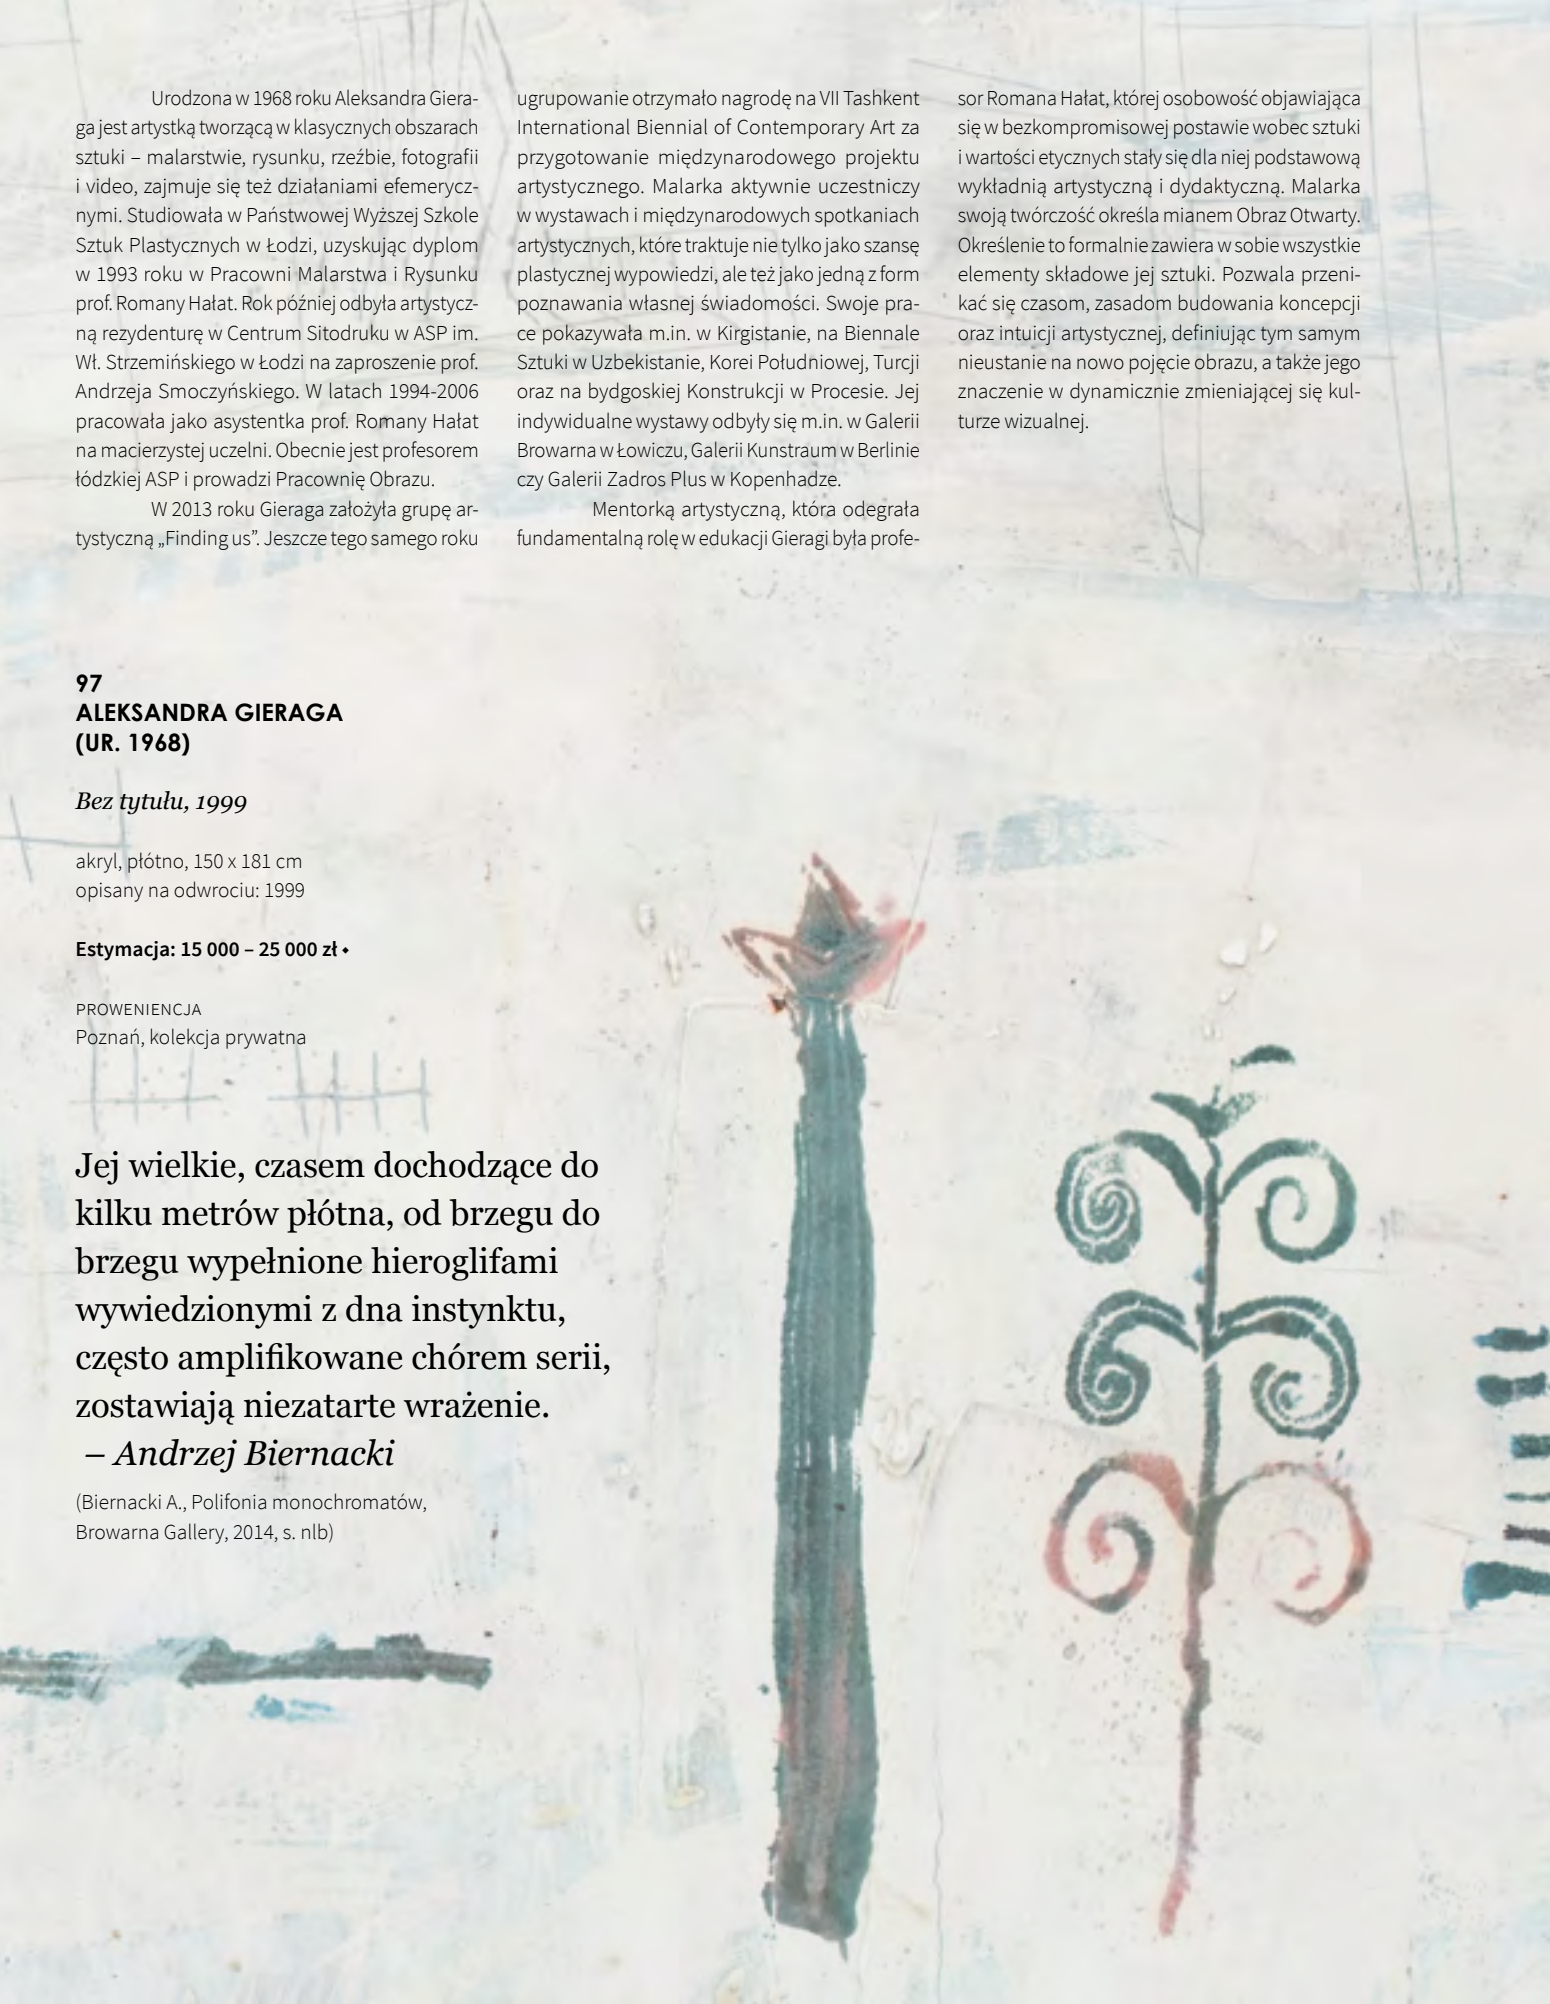 Urodzona w 1968 roku Aleksandra Giera-
ga jest artystką tworzącą w klasycznych obszarach
sztuki – malarstwie, rysunku, rzeźbie, fotografii
i video, zajmuje się też działaniami efemerycz-
nymi. Studiowała w Państwowej Wyższej Szkole
Sztuk Plastycznych w Łodzi, uzyskując dyplom
w 1993 roku w Pracowni Malarstwa i Rysunku
prof. Romany Hałat. Rok później odbyła artystycz-
ną rezydenturę w Centrum Sitodruku w ASP im.
Wł. Strzemińskiego w Łodzi na zaproszenie prof.
Andrzeja Smoczyńskiego. W latach 1994-2006
pracowała jako asystentka prof. Romany Hałat
na macierzystej uczelni. Obecnie jest profesorem
łódzkiej ASP i prowadzi Pracownię Obrazu.
W 2013 roku Gieraga założyła grupę ar-
tystyczną „Finding us”. Jeszcze tego samego roku
ugrupowanie otrzymało nagrodę na VII Tashkent
International Biennial of Contemporary Art za
przygotowanie międzynarodowego projektu
artystycznego. Malarka aktywnie uczestniczy
w wystawach i międzynarodowych spotkaniach
artystycznych, które traktuje nie tylko jako szansę
plastycznej wypowiedzi, ale też jako jedną z form
poznawania własnej świadomości. Swoje pra-
ce pokazywała m.in. w Kirgistanie, na Biennale
Sztuki w Uzbekistanie, Korei Południowej, Turcji
oraz na bydgoskiej Konstrukcji w Procesie. Jej
indywidualne wystawy odbyły się m.in. w Galerii
Browarna w Łowiczu, Galerii Kunstraum w Berlinie
czy Galerii Zadros Plus w Kopenhadze.
Mentorką artystyczną, która odegrała
fundamentalną rolę w edukacji Gieragi była profe-
sor Romana Hałat, której osobowość objawiająca
się w bezkompromisowej postawie wobec sztuki
i wartości etycznych stały się dla niej podstawową
wykładnią artystyczną i dydaktyczną. Malarka
swoją twórczość określa mianem Obraz Otwarty.
Określenie to formalnie zawiera w sobie wszystkie
elementy składowe jej sztuki. Pozwala przeni-
kać się czasom, zasadom budowania koncepcji
oraz intuicji artystycznej, definiując tym samym
nieustanie na nowo pojęcie obrazu, a także jego
znaczenie w dynamicznie zmieniającej się kul-
turze wizualnej.
97
ALEKSANDRA GIERAGA
(UR. 1968)
Bez tytułu, 1999
akryl, płótno, 150 x 181 cm
opisany na odwrociu: 1999
Estymacja: 15 000 – 25 000 zł ⬩
PROWENIENCJA
Poznań, kolekcja prywatna
Jej wielkie, czasem dochodzące do
kilku metrów płótna, od brzegu do
brzegu wypełnione hieroglifami
wywiedzionymi z dna instynktu,
często amplifikowane chórem serii,
zostawiają niezatarte wrażenie.
– Andrzej Biernacki
(Biernacki A., Polifonia monochromatów,
Browarna Gallery, 2014, s. nlb)